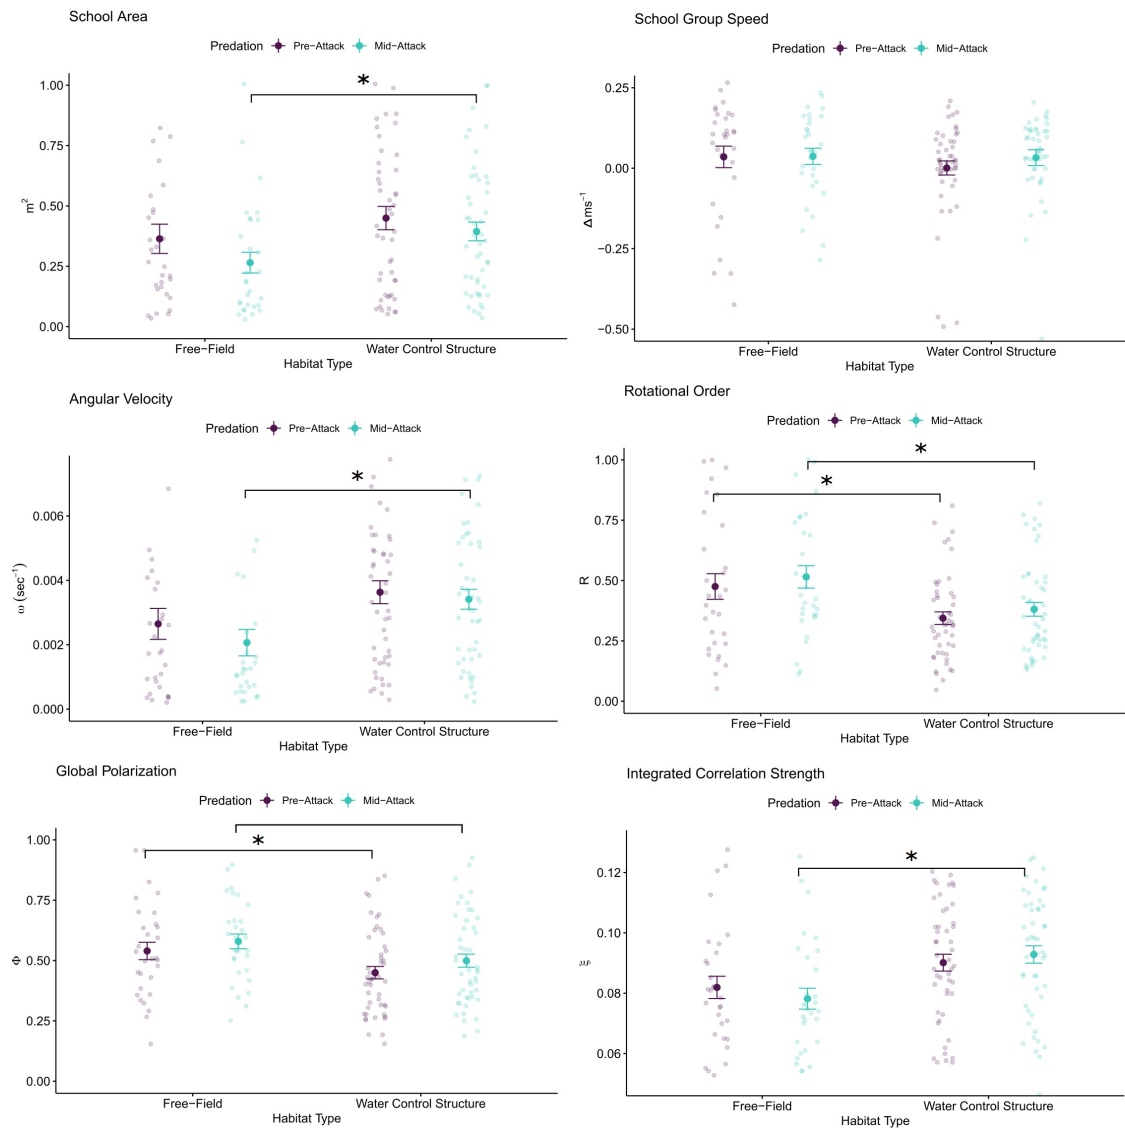 School Area
Predation Pre−Attack Mid−Attack
*
1.00
0.75
0.50
0.25
0.00
m²
Free−Field Water Control Structure
Habitat Type
School Group Speed
Predation Pre−Attack Mid−Attack
0.25
0.00
−0.25
−0.50
Δms⁻¹
Free−Field Water Control Structure
Habitat Type
Angular Velocity
Predation Pre−Attack Mid−Attack
*
0.006
0.004
0.002
0.000
ω (sec⁻¹)
Free−Field Water Control Structure
Habitat Type
Rotational Order
Predation Pre−Attack Mid−Attack
*
*
1.00
0.75
0.50
0.25
0.00
R
Free−Field Water Control Structure
Habitat Type
Global Polarization
Predation Pre−Attack Mid−Attack
*
1.00
0.75
0.50
0.25
0.00
Φ
Free−Field Water Control Structure
Habitat Type
Integrated Correlation Strength
Predation Pre−Attack Mid−Attack
*
0.12
0.10
0.08
0.06
ξ
Free−Field Water Control Structure
Habitat Type